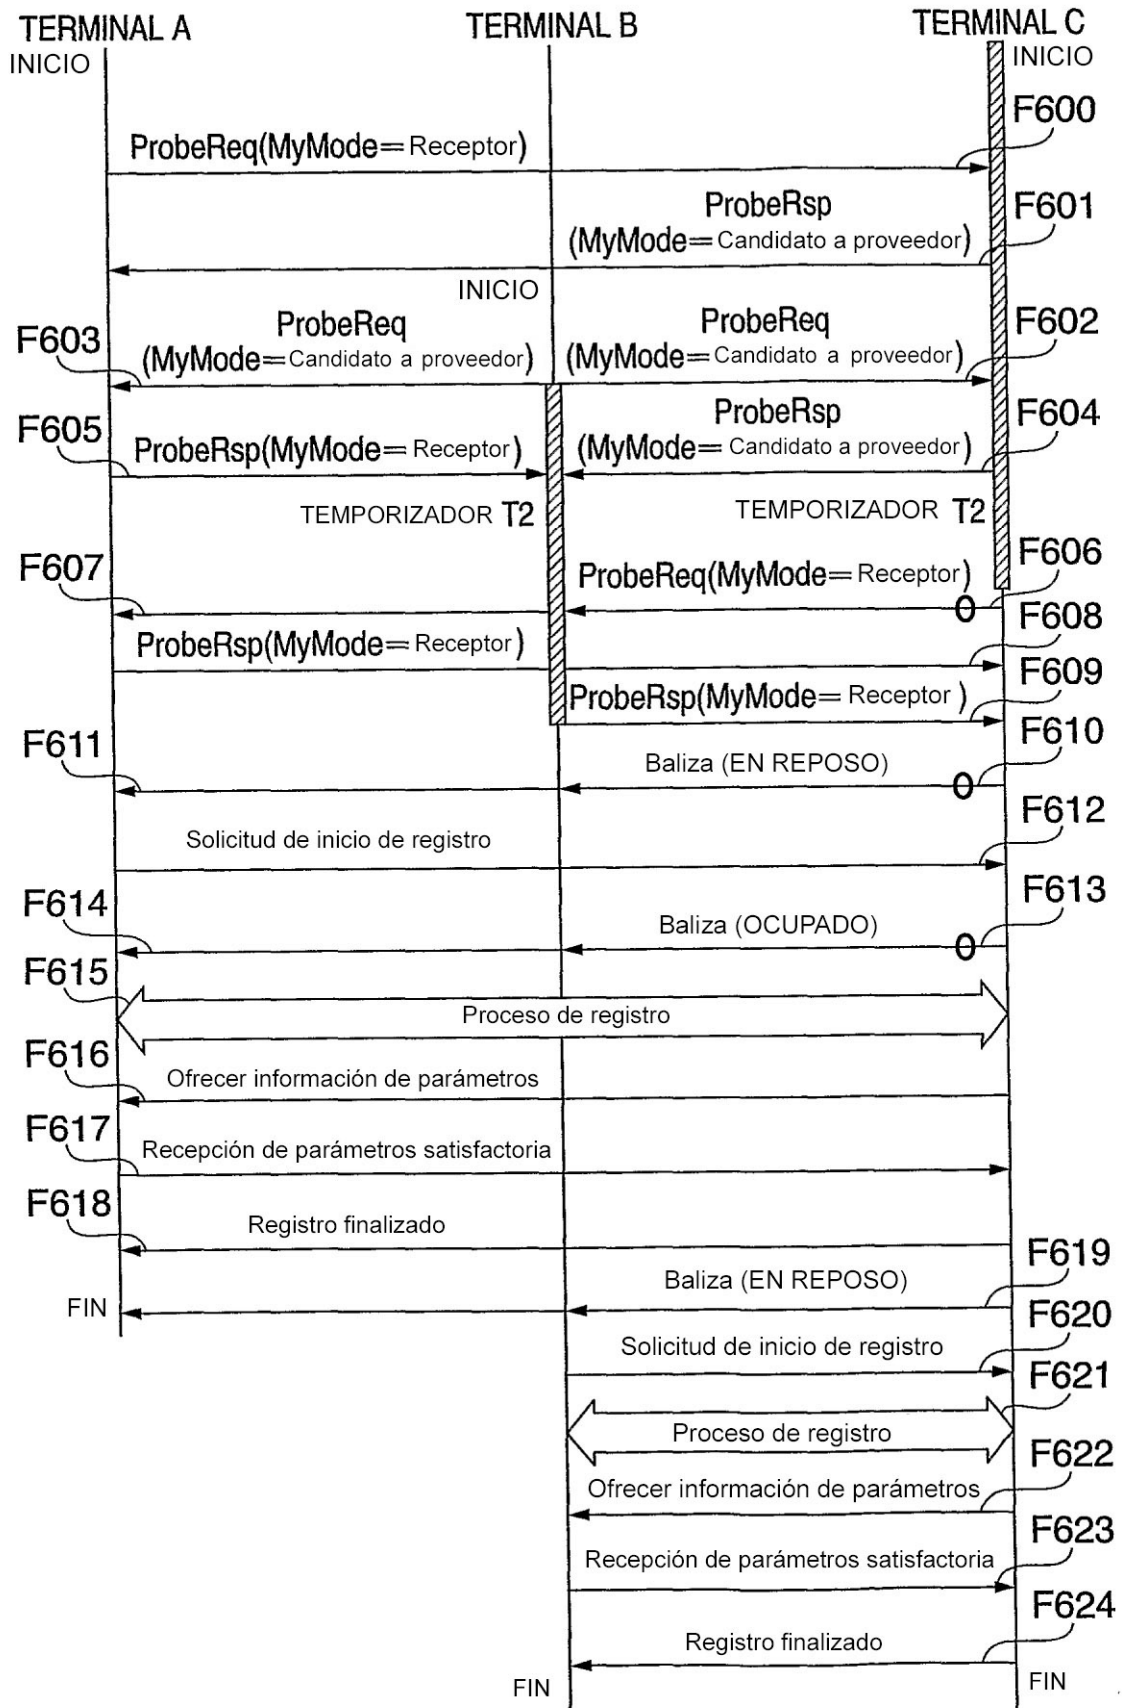 TERMINAL A
TERMINAL B
TERMINAL C
INICIO
INICIO
F600
ProbeReq(MyMode=Receptor)
F601
ProbeRsp
(MyMode=Candidato a proveedor)
INICIO
F603
ProbeReq
(MyMode=Candidato a proveedor)
ProbeReq
(MyMode=Candidato a proveedor)
F602
F605
ProbeRsp(MyMode=Receptor)
ProbeRsp
(MyMode=Candidato a proveedor)
F604
TEMPORIZADOR T2
TEMPORIZADOR T2
F607
ProbeReq(MyMode=Receptor)
F606
ProbeRsp(MyMode=Receptor)
F608
ProbeRsp(MyMode=Receptor)
F609
F611
Baliza (EN REPOSO)
F610
Solicitud de inicio de registro
F612
F614
Baliza (OCUPADO)
F613
F615
Proceso de registro
F616
Ofrecer información de parámetros
F617
Recepción de parámetros satisfactoria
F618
Registro finalizado
F619
Baliza (EN REPOSO)
FIN
F620
Solicitud de inicio de registro
F621
Proceso de registro
F622
Ofrecer información de parámetros
F623
Recepción de parámetros satisfactoria
F624
Registro finalizado
FIN
FIN